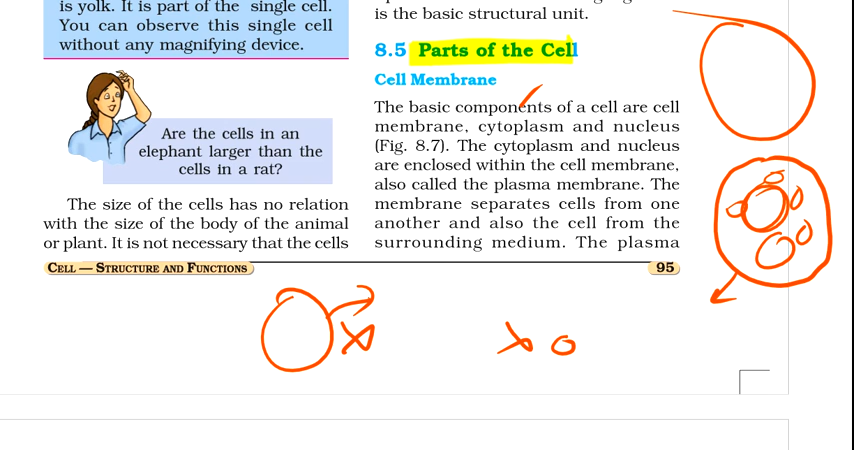 is yolk. It is part of the single cell.
You can observe this single cell
without any magnifying device.
Are the cells in an
elephant larger than the
cells in a rat?
The size of the cells has no relation
with the size of the body of the animal
or plant. It is not necessary that the cells
is the basic structural unit.
8.5 Parts of the Cell
Cell Membrane
The basic components of a cell are cell
membrane, cytoplasm and nucleus
(Fig. 8.7). The cytoplasm and nucleus
are enclosed within the cell membrane,
also called the plasma membrane. The
membrane separates cells from one
another and also the cell from the
surrounding medium. The plasma
CELL — STRUCTURE AND FUNCTIONS
95